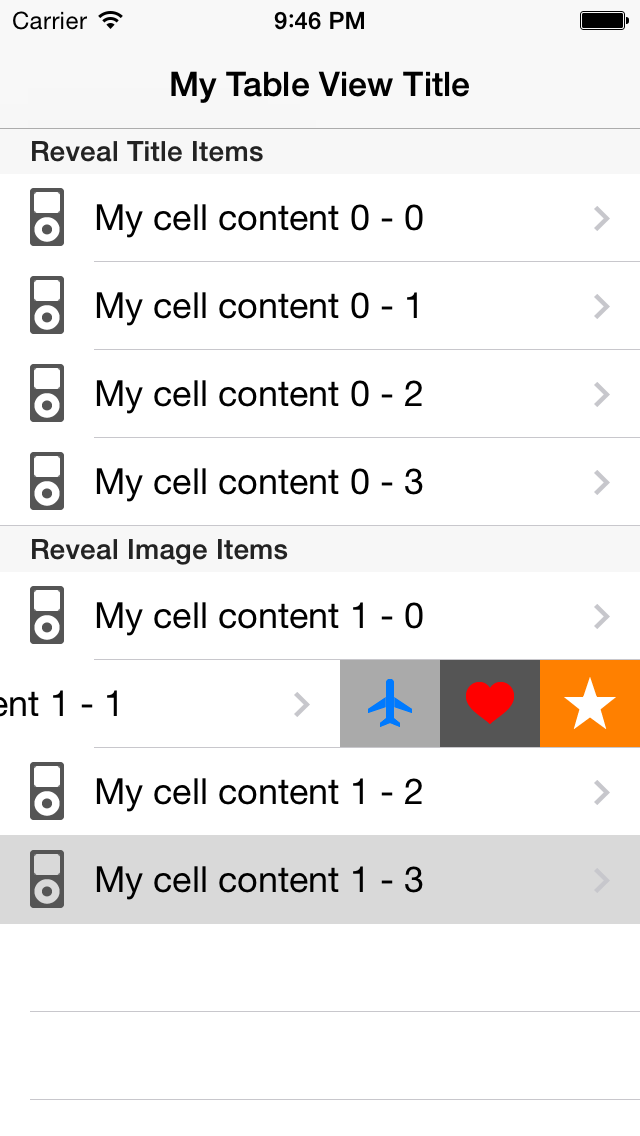 Carrier 9:46 PM
My Table View Title
Reveal Title Items
My cell content 0 - 0
My cell content 0 - 1
My cell content 0 - 2
My cell content 0 - 3
Reveal Image Items
My cell content 1 - 0
ent 1 - 1
My cell content 1 - 2
My cell content 1 - 3